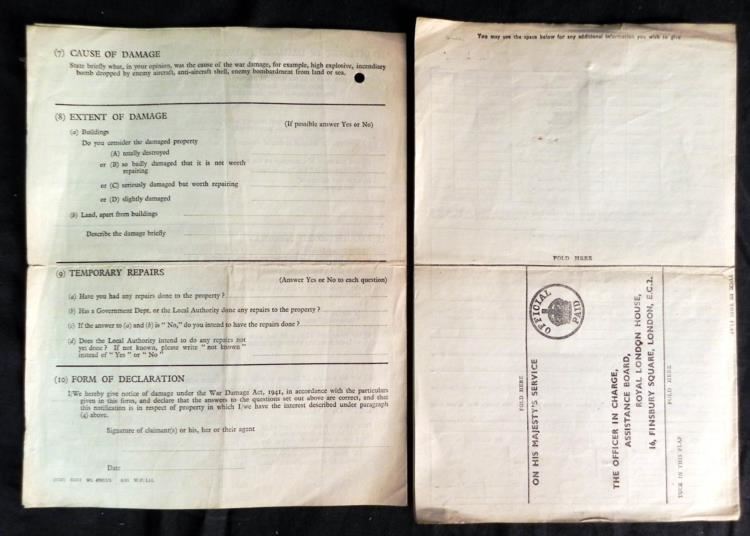 (7) CAUSE OF DAMAGE
State briefly what, in your opinion, was the cause of the war damage, for example, high explosive, incendiary
bomb dropped by enemy aircraft, anti-aircraft shell, enemy bombardment from land or sea.
(8) EXTENT OF DAMAGE
(If possible answer Yes or No)
(a) Buildings
Do you consider the damaged property
(A) totally destroyed
or (B) so badly damaged that it is not worth
repairing
or (C) seriously damaged but worth repairing
or (D) slightly damaged
(b) Land, apart from buildings
Describe the damage briefly
(9) TEMPORARY REPAIRS
(Answer Yes or No to each question)
(a) Have you had any repairs done to the property ?
(b) Has a Government Dept. or the Local Authority done any repairs to the property ?
(c) If the answer to (a) and (b) is "No," do you intend to have the repairs done ?
(d) Does the Local Authority intend to do any repairs not
yet done ? If not known, please write "not known"
instead of "Yes" or "No"
(10) FORM OF DECLARATION
I/We hereby give notice of damage under the War Damage Act, 1941, in accordance with the particulars
given in this form, and declare that the answers to the questions set out above are correct, and that
this notification is in respect of property in which I/we have the interest described under paragraph
(4) above.
Signature of claimant(s) or his, her or their agent
Date
You may use the space below for any additional information you wish to give
FOLD HERE
FOLD HERE
ON HIS MAJESTY'S SERVICE
OFFICIAL
PAID
THE OFFICER IN CHARGE,
ASSISTANCE BOARD,
ROYAL LONDON HOUSE,
16, FINSBURY SQUARE, LONDON, E.C.2.
FOLD HERE
TUCK IN THIS FLAP